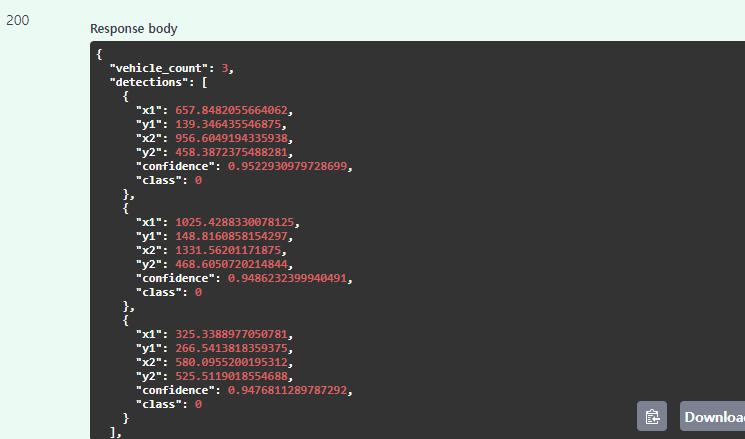 200
Response body
{
  "vehicle_count": 3,
  "detections": [
    {
      "x1": 657.8482055664062,
      "y1": 139.346435546875,
      "x2": 956.6049194335938,
      "y2": 458.3872375488281,
      "confidence": 0.9522930979728699,
      "class": 0
    },
    {
      "x1": 1025.4288330078125,
      "y1": 148.8160858154297,
      "x2": 1331.56201171875,
      "y2": 468.6050720214844,
      "confidence": 0.9486232399940491,
      "class": 0
    },
    {
      "x1": 325.3388977050781,
      "y1": 266.5413818359375,
      "x2": 580.0955200195312,
      "y2": 525.5119018554688,
      "confidence": 0.9476811289787292,
      "class": 0
    }
  ],
Download